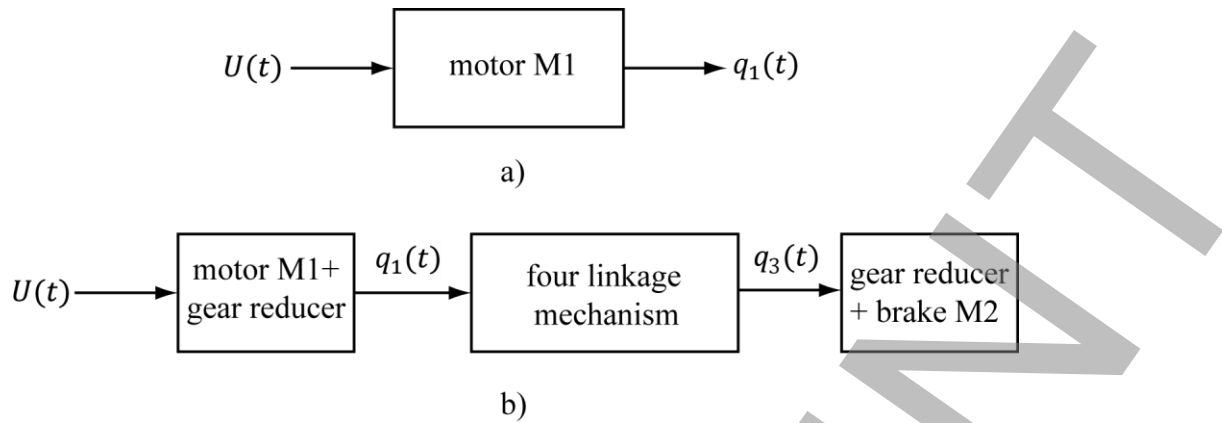 U(t) motor M1 q₁(t)
a)
U(t) motor M1+ gear reducer q₁(t) four linkage mechanism q₃(t) gear reducer + brake M2
b)